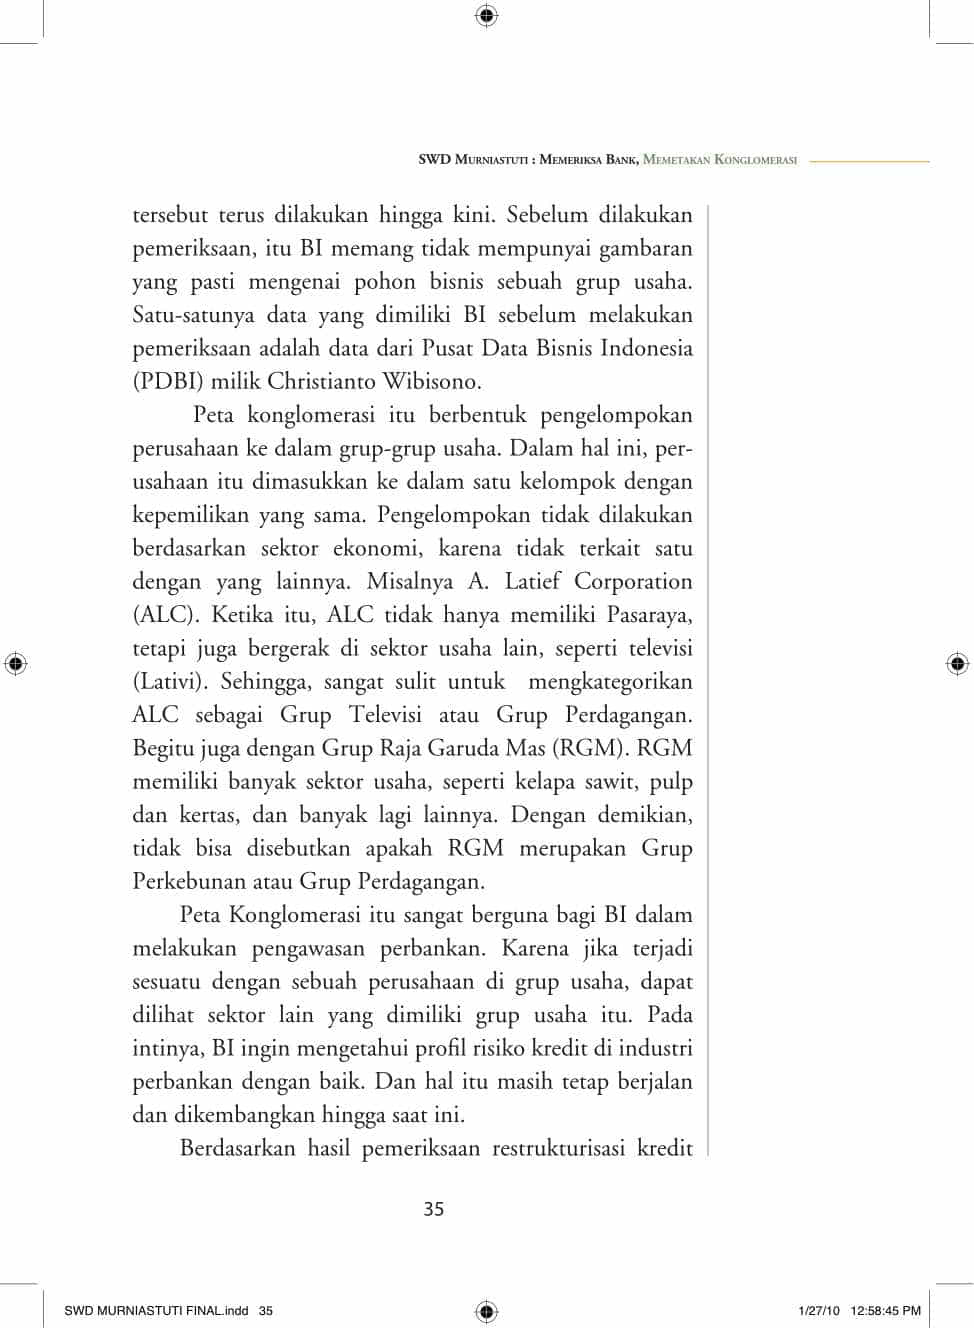 SWD Murniastuti : Memeriksa Bank, Memetakan Konglomerasi
tersebut terus dilakukan hingga kini. Sebelum dilakukan
pemeriksaan, itu BI memang tidak mempunyai gambaran
yang pasti mengenai pohon bisnis sebuah grup usaha.
Satu-satunya data yang dimiliki BI sebelum melakukan
pemeriksaan adalah data dari Pusat Data Bisnis Indonesia
(PDBI) milik Christianto Wibisono.
Peta konglomerasi itu berbentuk pengelompokan
perusahaan ke dalam grup-grup usaha. Dalam hal ini, per-
usahaan itu dimasukkan ke dalam satu kelompok dengan
kepemilikan yang sama. Pengelompokan tidak dilakukan
berdasarkan sektor ekonomi, karena tidak terkait satu
dengan yang lainnya. Misalnya A. Latief Corporation
(ALC). Ketika itu, ALC tidak hanya memiliki Pasaraya,
tetapi juga bergerak di sektor usaha lain, seperti televisi
(Lativi). Sehingga, sangat sulit untuk mengkategorikan
ALC sebagai Grup Televisi atau Grup Perdagangan.
Begitu juga dengan Grup Raja Garuda Mas (RGM). RGM
memiliki banyak sektor usaha, seperti kelapa sawit, pulp
dan kertas, dan banyak lagi lainnya. Dengan demikian,
tidak bisa disebutkan apakah RGM merupakan Grup
Perkebunan atau Grup Perdagangan.
Peta Konglomerasi itu sangat berguna bagi BI dalam
melakukan pengawasan perbankan. Karena jika terjadi
sesuatu dengan sebuah perusahaan di grup usaha, dapat
dilihat sektor lain yang dimiliki grup usaha itu. Pada
intinya, BI ingin mengetahui profil risiko kredit di industri
perbankan dengan baik. Dan hal itu masih tetap berjalan
dan dikembangkan hingga saat ini.
Berdasarkan hasil pemeriksaan restrukturisasi kredit
35
SWD MURNIASTUTI FINAL.indd 35
1/27/10 12:58:45 PM